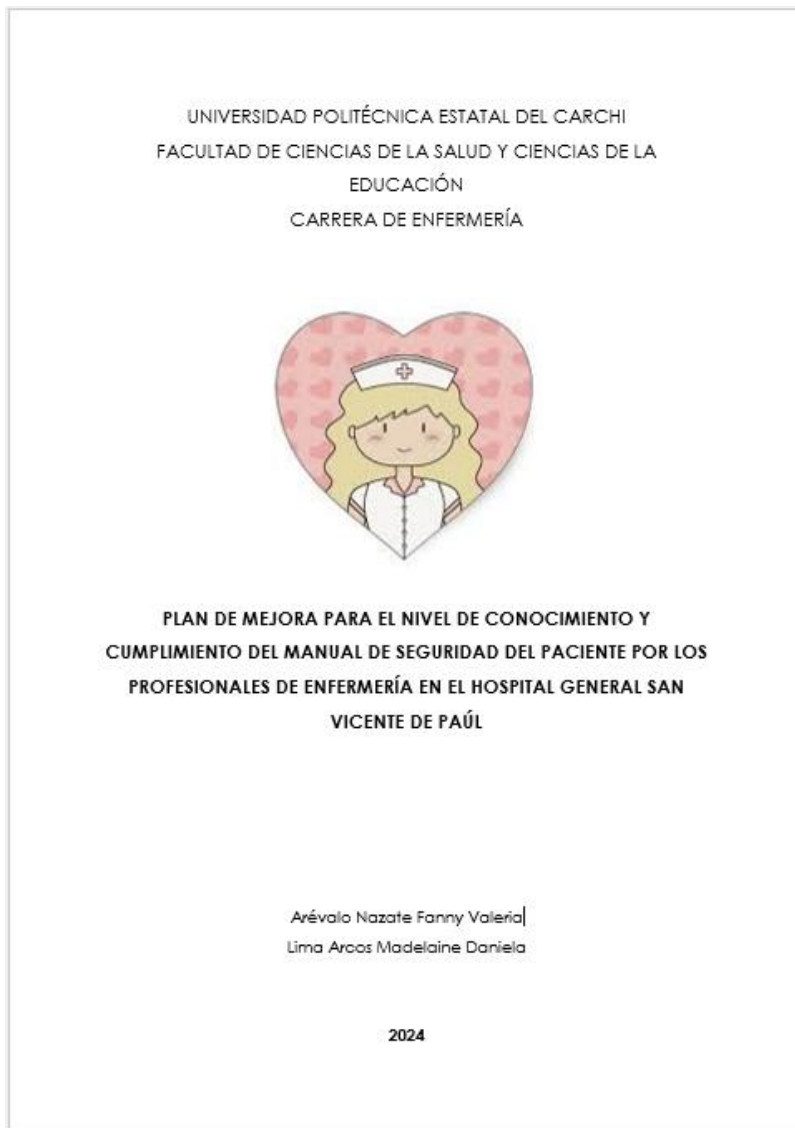 UNIVERSIDAD POLITÉCNICA ESTATAL DEL CARCHI
FACULTAD DE CIENCIAS DE LA SALUD Y CIENCIAS DE LA
EDUCACIÓN
CARRERA DE ENFERMERÍA
PLAN DE MEJORA PARA EL NIVEL DE CONOCIMIENTO Y
CUMPLIMIENTO DEL MANUAL DE SEGURIDAD DEL PACIENTE POR LOS
PROFESIONALES DE ENFERMERÍA EN EL HOSPITAL GENERAL SAN
VICENTE DE PAÚL
Arévalo Nazate Fanny Valeria
Lima Arcos Madelaine Daniela
2024